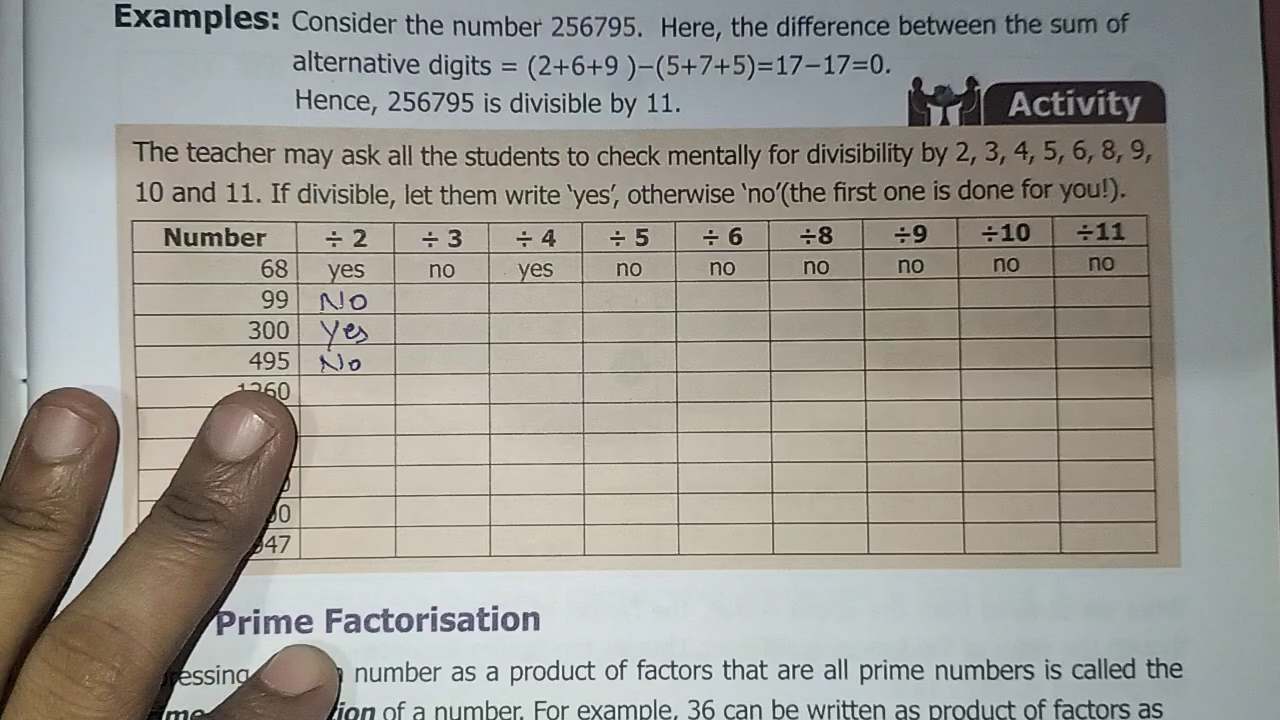 Examples: Consider the number 256795. Here, the difference between the sum of
alternative digits = (2+6+9 )−(5+7+5)=17−17=0.
Hence, 256795 is divisible by 11.
Activity
The teacher may ask all the students to check mentally for divisibility by 2, 3, 4, 5, 6, 8, 9,
10 and 11. If divisible, let them write ‘yes’, otherwise ‘no’(the first one is done for you!).
Number ÷ 2 ÷ 3 ÷ 4 ÷ 5 ÷ 6 ÷8 ÷9 ÷10 ÷11
68 yes no yes no no no no no no
99 No
300 Yes
495 No
Prime Factorisation
number as a product of factors that are all prime numbers is called the
of a number. For example, 36 can be written as product of factors as